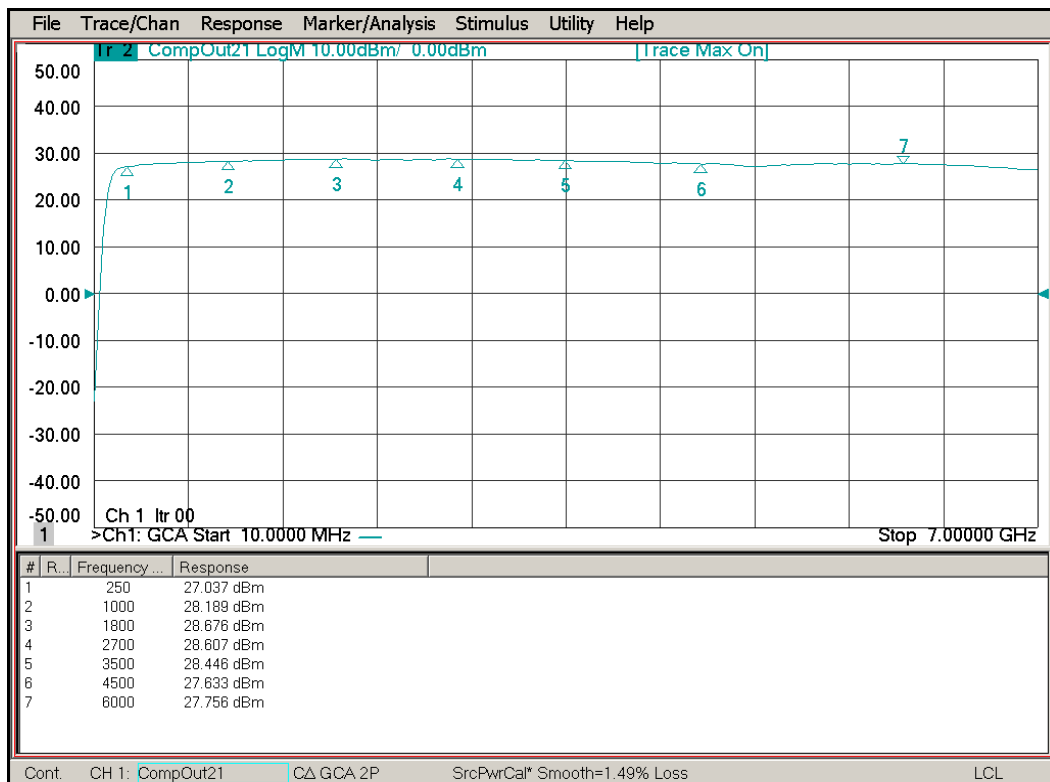 File Trace/Chan Response Marker/Analysis Stimulus Utility Help
Tr 2 CompOut21 LogM 10.00dBm/ 0.00dBm [Trace Max On]
50.00
40.00
30.00
20.00
10.00
0.00
-10.00
-20.00
-30.00
-40.00
-50.00
1 2 3 4 5 6 7
Ch 1 Itr 00
1 >Ch1: GCA Start 10.0000 MHz Stop 7.00000 GHz
# R... Frequency ... Response
1 250 27.037 dBm
2 1000 28.189 dBm
3 1800 28.676 dBm
4 2700 28.607 dBm
5 3500 28.446 dBm
6 4500 27.633 dBm
7 6000 27.756 dBm
Cont. CH 1: CompOut21 CΔ GCA 2P SrcPwrCal* Smooth=1.49% Loss LCL